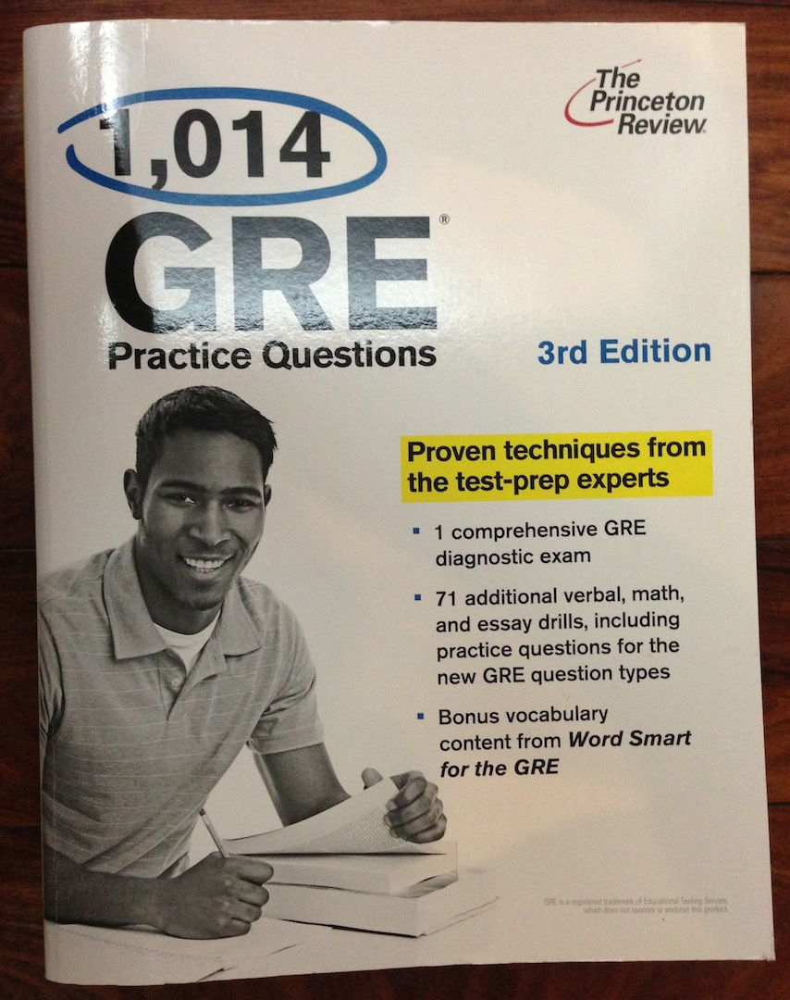 The
Princeton
Review®
1,014
GRE®
Practice Questions
3rd Edition
Proven techniques from
the test-prep experts
▪ 1 comprehensive GRE
diagnostic exam
▪ 71 additional verbal, math,
and essay drills, including
practice questions for the
new GRE question types
▪ Bonus vocabulary
content from Word Smart
for the GRE
GRE is a registered trademark of Educational Testing Service,
which does not sponsor or endorse this product.